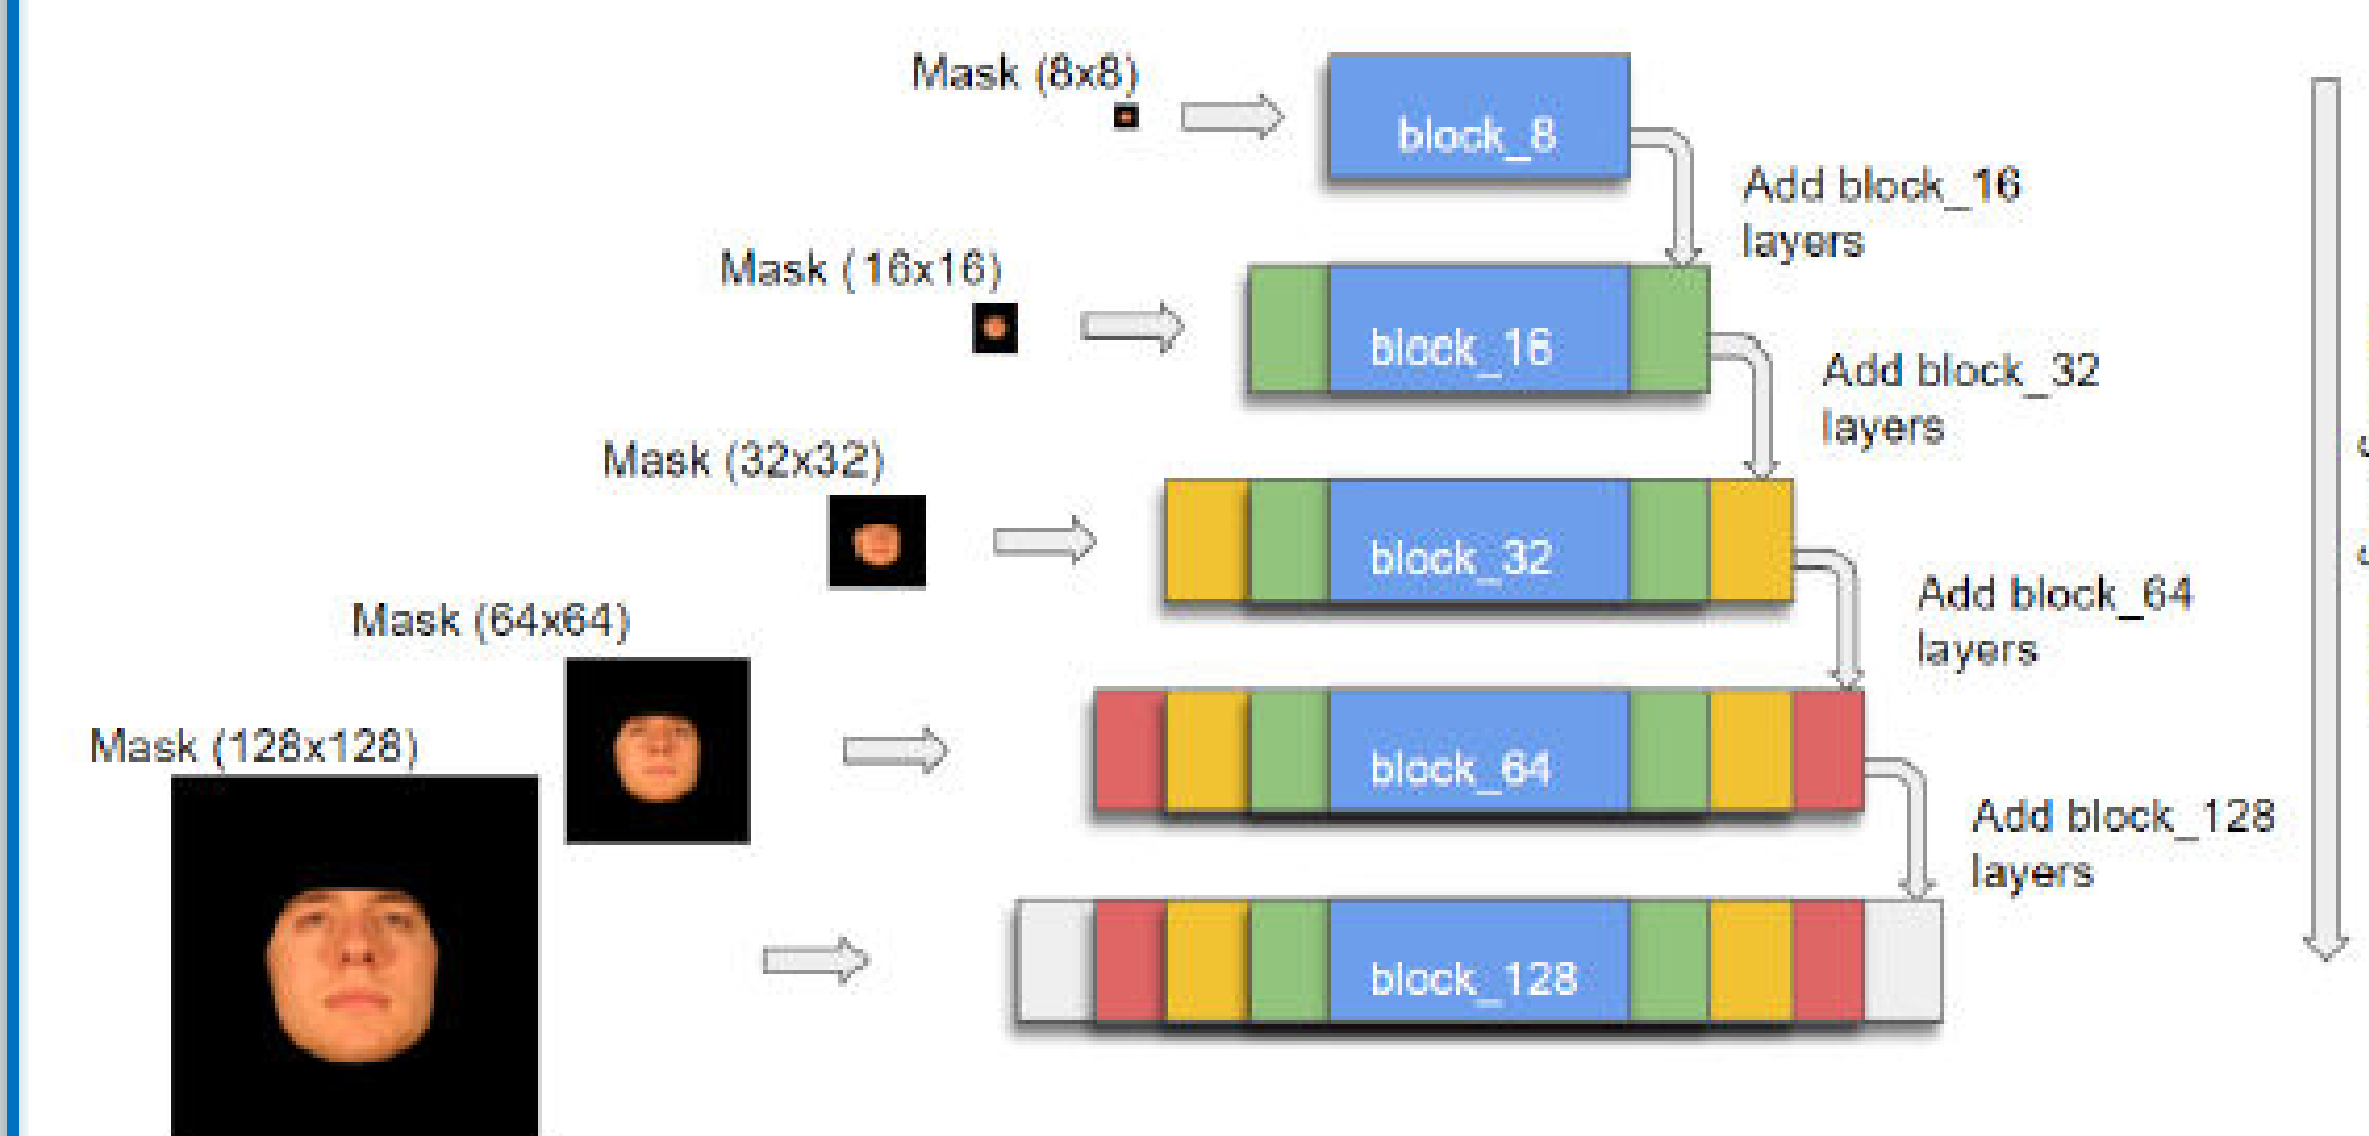 Mask (8x8)
block_8
Add block_16
layers
Mask (16x16)
block_16
Add block_32
layers
Mask (32x32)
block_32
Add block_64
layers
Mask (64x64)
block_64
Mask (128x128)
Add block_128
layers
block_128